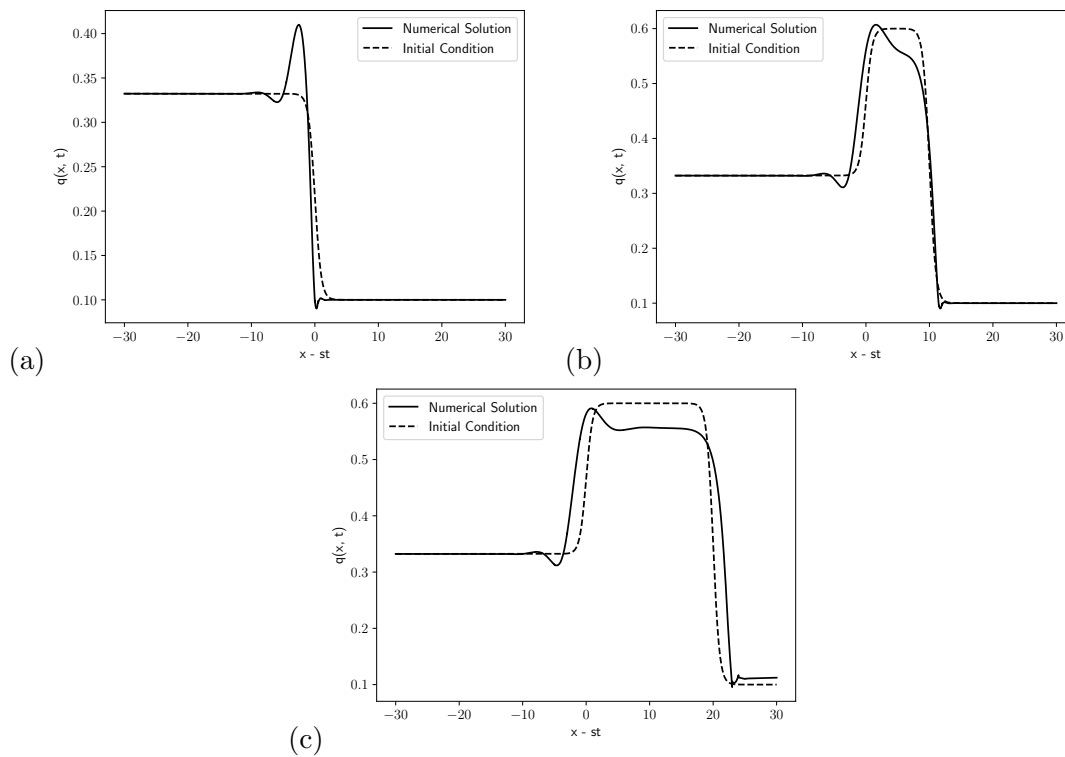 Numerical Solution
Initial Condition
0.40
0.35
0.30
0.25
0.20
0.15
0.10
q(x, t)
−30
−20
−10
0
10
20
30
x - st
(a)
Numerical Solution
Initial Condition
0.6
0.5
0.4
0.3
0.2
0.1
q(x, t)
−30
−20
−10
0
10
20
30
x - st
(b)
Numerical Solution
Initial Condition
0.6
0.5
0.4
0.3
0.2
0.1
q(x, t)
−30
−20
−10
0
10
20
30
x - st
(c)